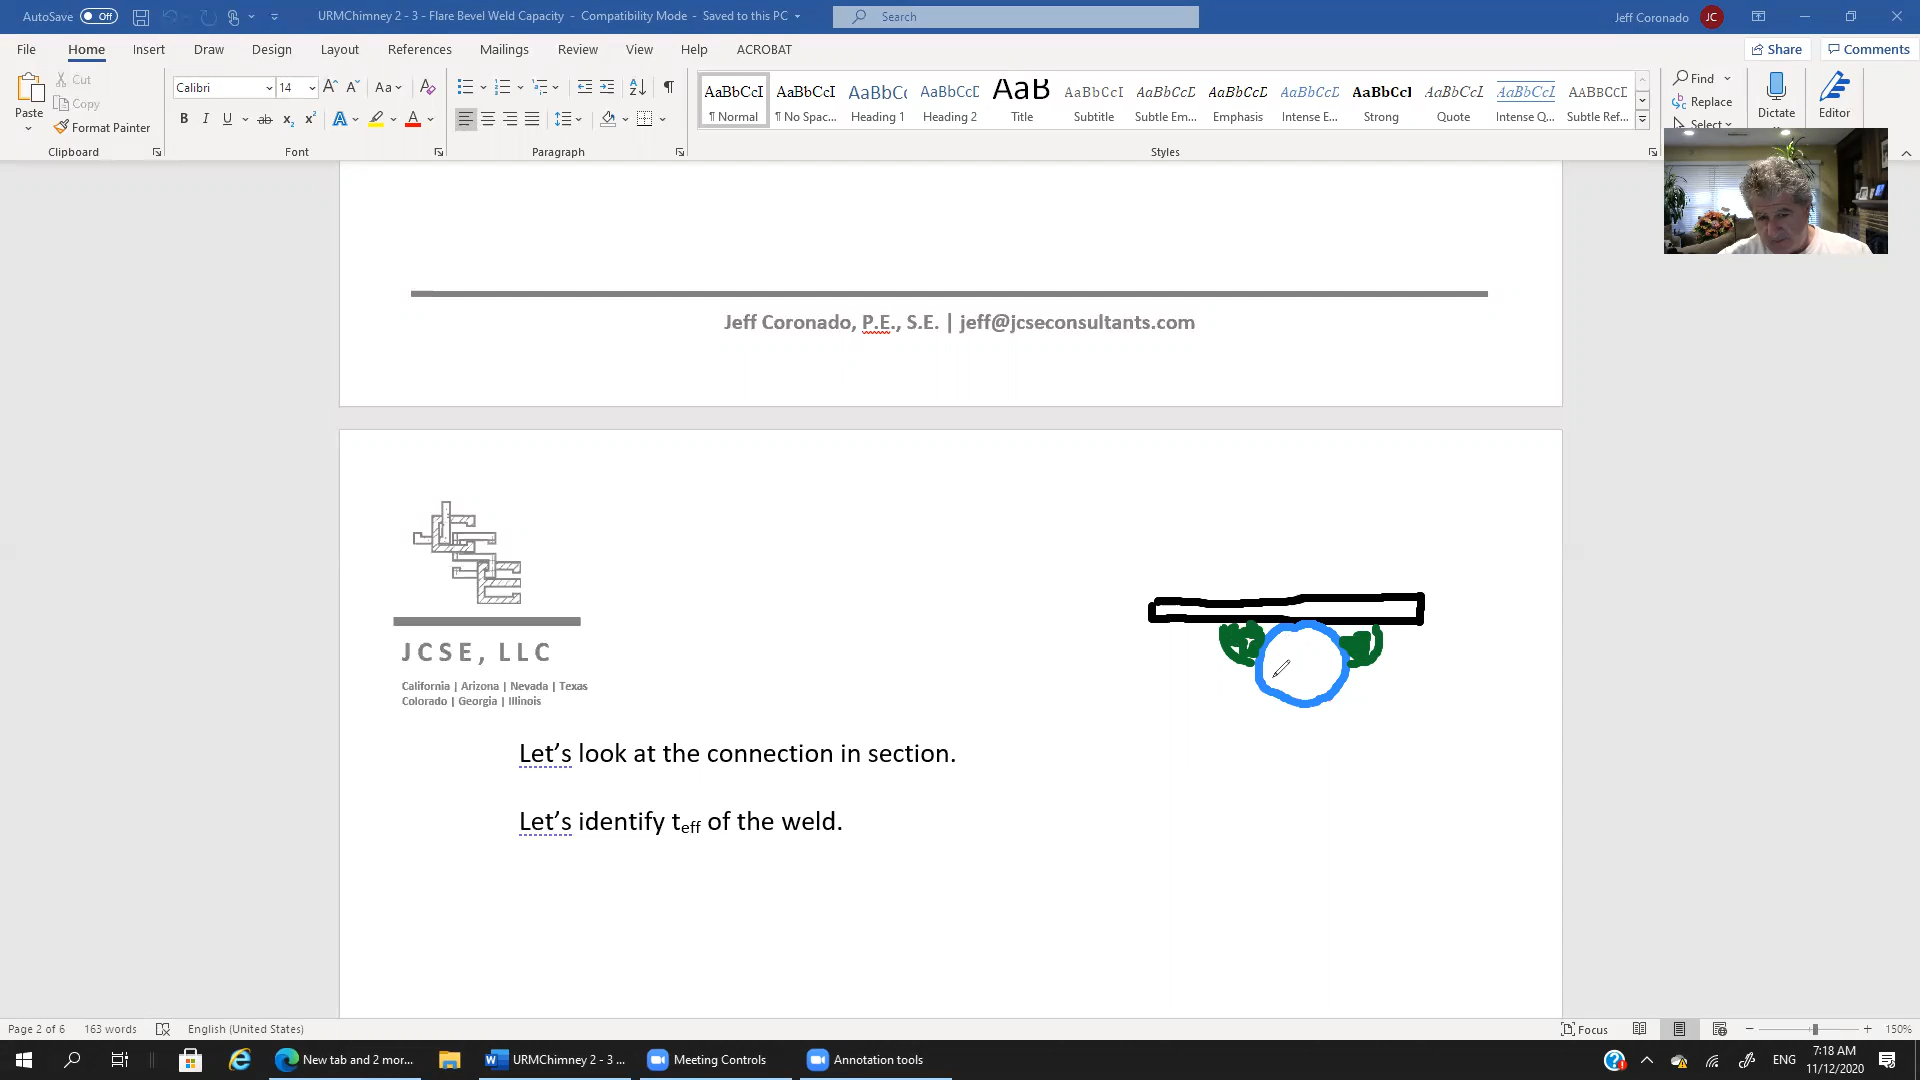 AutoSave Off URMChimney 2 - 3 - Flare Bevel Weld Capacity - Compatibility Mode - Saved to this PC Search Jeff Coronado JC
File Home Insert Draw Design Layout References Mailings Review View Help ACROBAT Share Comments
Paste Cut Copy Format Painter
Calibri 14
AaBbCcI AaBbCcI AaBbCc AaBbCcD AaB AaBbCcI AaBbCcD AaBbCcD AaBbCcD AaBbCcI AaBbCcD AaBbCcI AABBCCD
¶ Normal ¶ No Spac... Heading 1 Heading 2 Title Subtitle Subtle Em... Emphasis Intense E... Strong Quote Intense Q... Subtle Ref...
Find Replace Select Dictate Editor
Clipboard Font Paragraph Styles
Jeff Coronado, P.E., S.E. | jeff@jcseconsultants.com
JCSE, LLC
California | Arizona | Nevada | Texas
Colorado | Georgia | Illinois
Let’s look at the connection in section.
Let’s identify teff of the weld.
Page 2 of 6 163 words English (United States) Focus 150%
New tab and 2 mor... URMChimney 2 - 3 ... Meeting Controls Annotation tools ENG 7:18 AM
11/12/2020